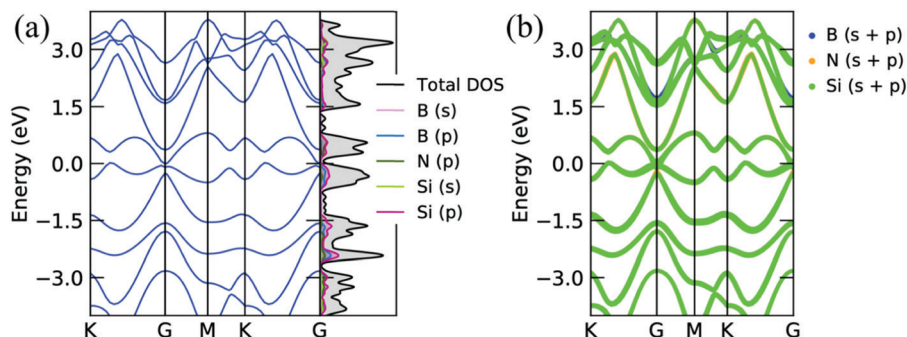 (a)
Energy (eV)
3.0
1.5
0.0
−1.5
−3.0
K G M K G
Total DOS
B (s)
B (p)
N (p)
Si (s)
Si (p)
(b)
Energy (eV)
3.0
1.5
0.0
−1.5
−3.0
K G M K G
B (s + p)
N (s + p)
Si (s + p)